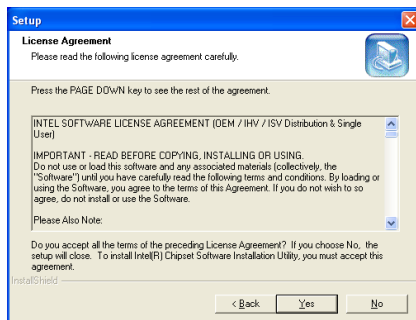 Setup
License Agreement
Please read the following license agreement carefully.
Press the PAGE DOWN key to see the rest of the agreement.
INTEL SOFTWARE LICENSE AGREEMENT (OEM / IHV / ISV Distribution & Single
User)
IMPORTANT - READ BEFORE COPYING, INSTALLING OR USING.
Do not use or load this software and any associated materials (collectively, the
"Software") until you have carefully read the following terms and conditions. By loading or
using the Software, you agree to the terms of this Agreement. If you do not wish to so
agree, do not install or use the Software.
Please Also Note:
Do you accept all the terms of the preceding License Agreement? If you choose No, the
setup will close. To install Intel(R) Chipset Software Installation Utility, you must accept this
agreement.
InstallShield
< Back Yes No